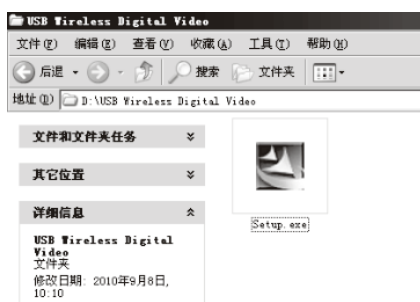 USB Wireless Digital Video
文件(F) 编辑(E) 查看(V) 收藏(A) 工具(T) 帮助(H)
后退 搜索 文件夹
地址(D) D:\USB Wireless Digital Video
文件和文件夹任务
其它位置
详细信息
USB Wireless Digital
Video
文件夹
修改日期: 2010年9月8日,
10:10
Setup.exe